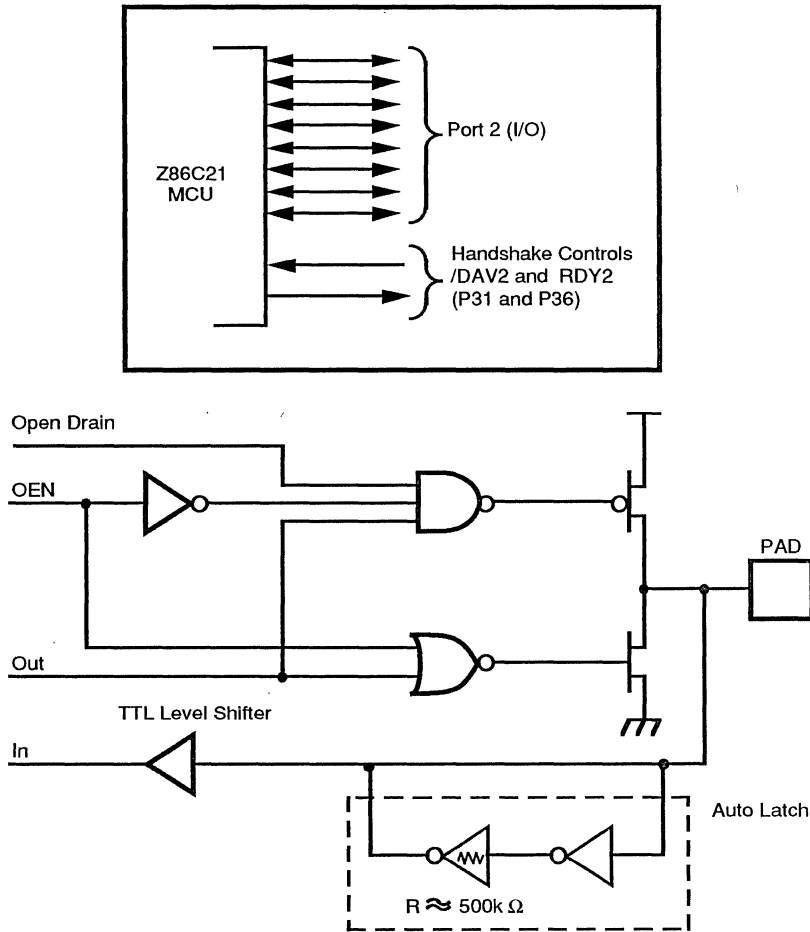 Port 2 (I/O)
Z86C21
MCU
Handshake Controls
/DAV2 and RDY2
(P31 and P36)
Open Drain
OEN
PAD
Out
TTL Level Shifter
In
Auto Latch
R ≈ 500k Ω